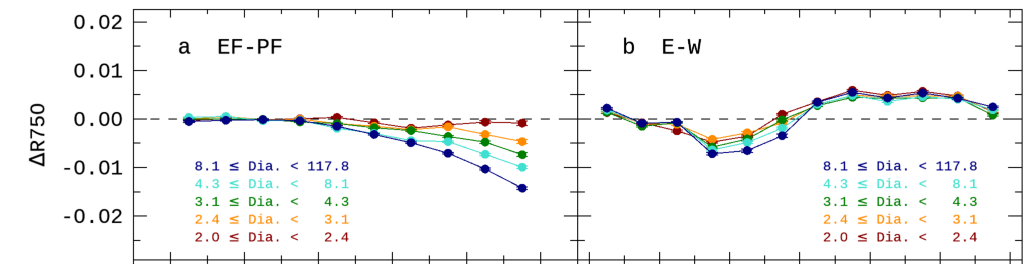 0.02
0.01
0.00
-0.01
-0.02
ΔR750
a EF-PF
8.1 ≤ Dia. < 117.8
4.3 ≤ Dia. < 8.1
3.1 ≤ Dia. < 4.3
2.4 ≤ Dia. < 3.1
2.0 ≤ Dia. < 2.4
b E-W
8.1 ≤ Dia. < 117.8
4.3 ≤ Dia. < 8.1
3.1 ≤ Dia. < 4.3
2.4 ≤ Dia. < 3.1
2.0 ≤ Dia. < 2.4